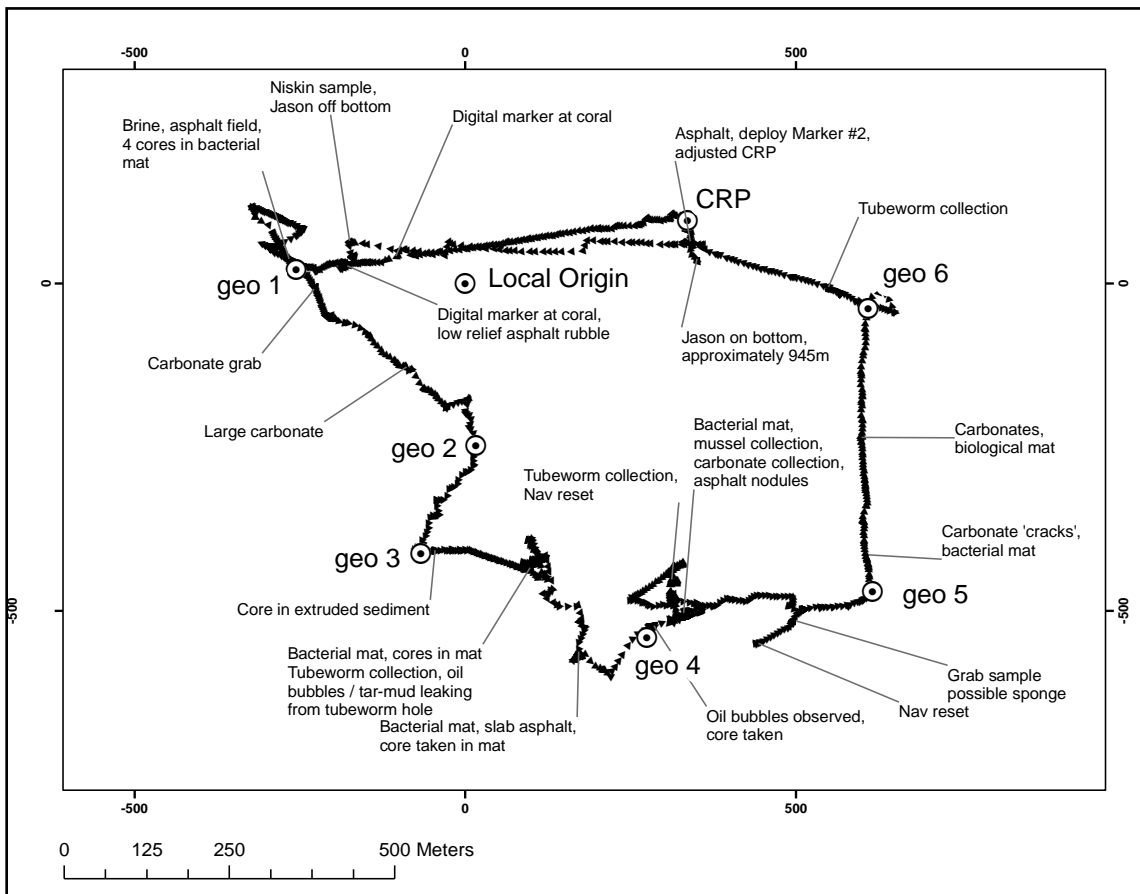 -500
0
500
Niskin sample,
Jason off bottom
Digital marker at coral
Brine, asphalt field,
4 cores in bacterial
mat
Asphalt, deploy Marker #2,
adjusted CRP
CRP
Tubeworm collection
geo 1
Local Origin
geo 6
0
0
Digital marker at coral,
low relief asphalt rubble
Jason on bottom,
approximately 945m
Carbonate grab
Large carbonate
geo 2
Bacterial mat,
mussel collection,
carbonate collection,
asphalt nodules
Carbonates,
biological mat
Tubeworm collection,
Nav reset
geo 3
Carbonate 'cracks',
bacterial mat
geo 5
Core in extruded sediment
-500
-500
geo 4
Bacterial mat, cores in mat
Tubeworm collection, oil
bubbles / tar-mud leaking
from tubeworm hole
Grab sample
possible sponge
Nav reset
Bacterial mat, slab asphalt,
core taken in mat
Oil bubbles observed,
core taken
-500
0
500
0
125
250
500 Meters